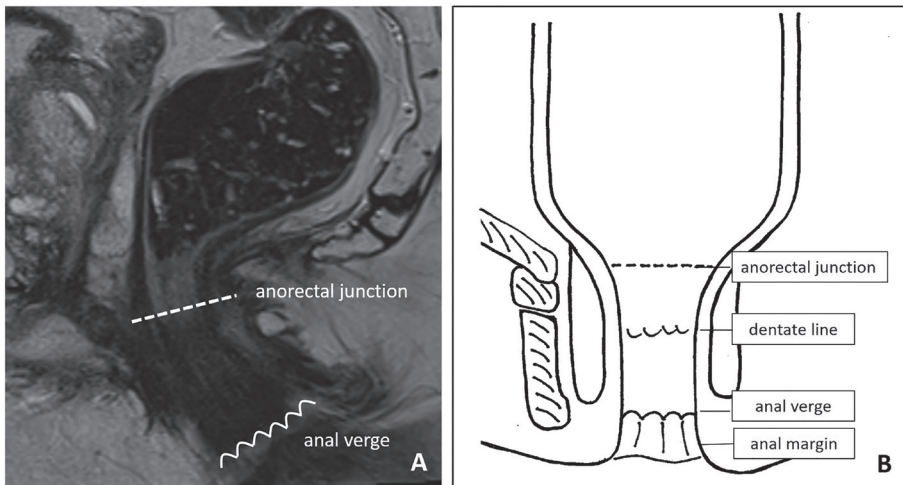 anorectal junction
anal verge
A
anorectal junction
dentate line
anal verge
anal margin
B